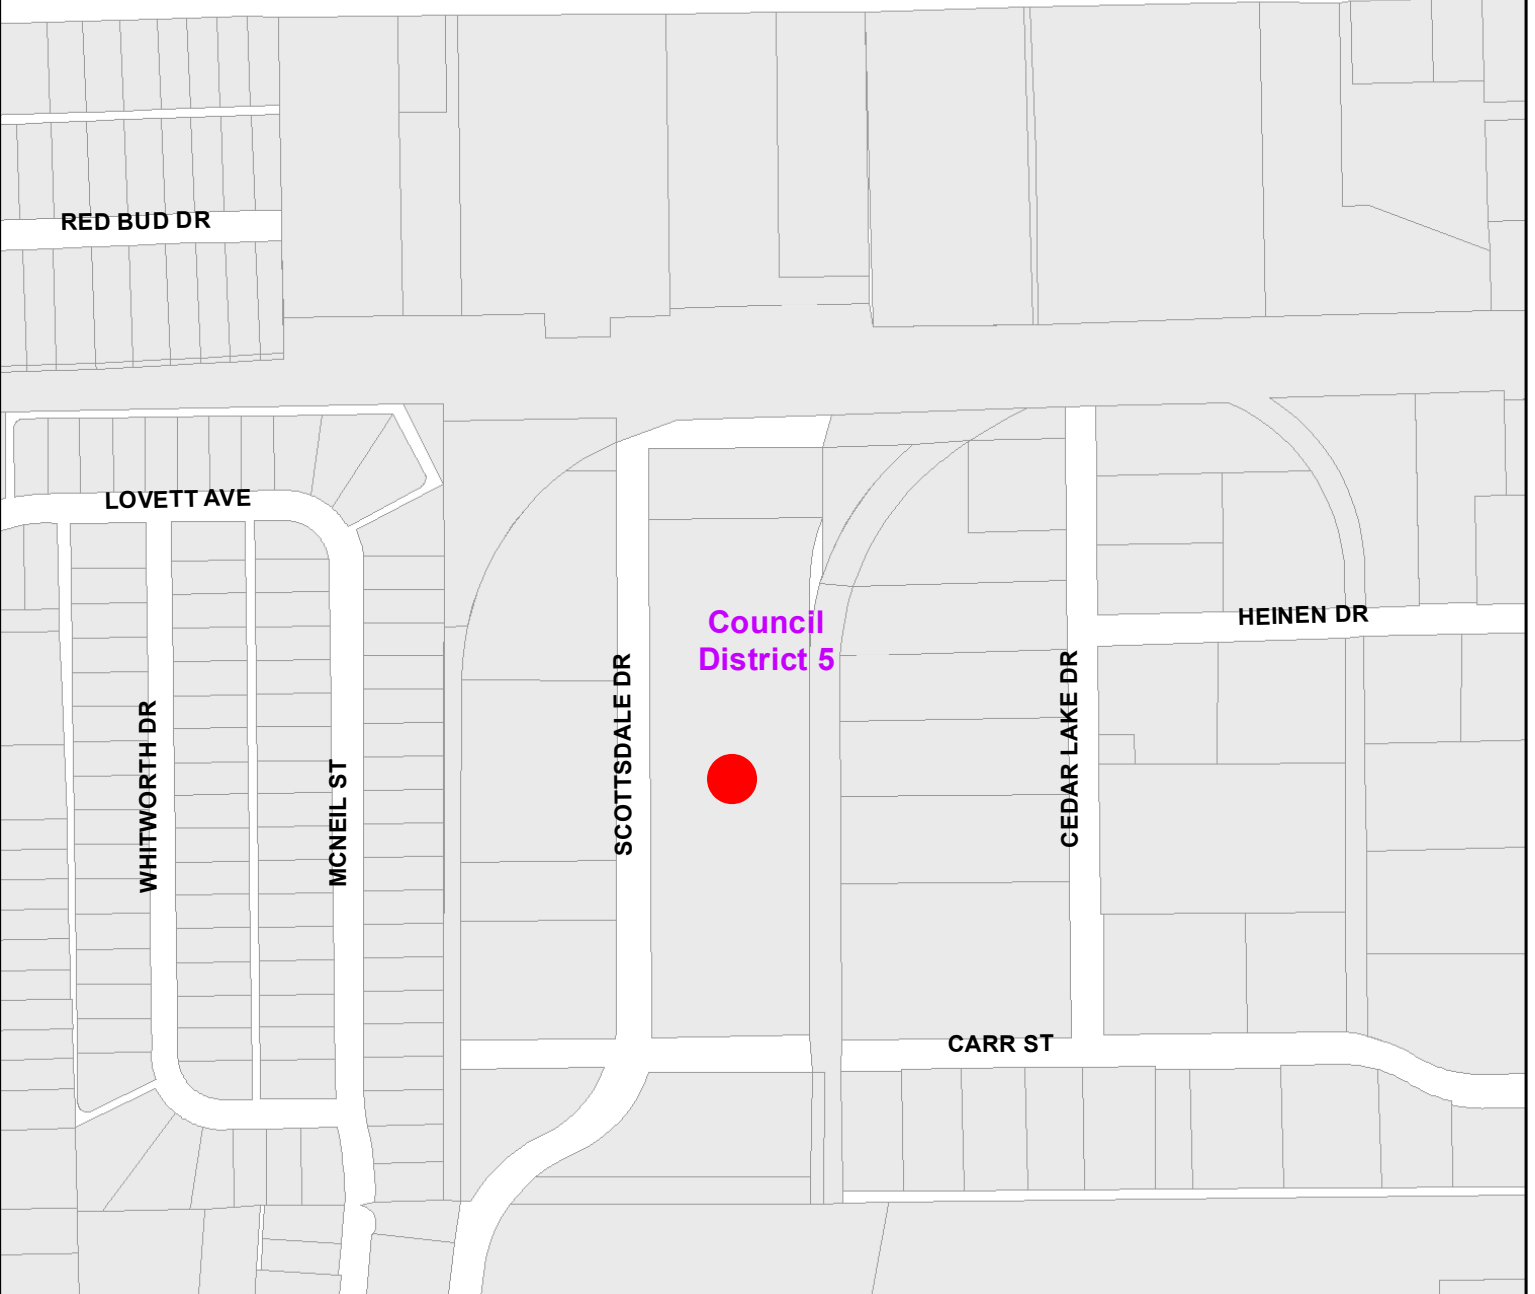 RED BUD DR
LOVETT AVE
HEINEN DR
Council
District 5
SCOTTSDALE DR
CEDAR LAKE DR
WHITWORTH DR
MCNEIL ST
CARR ST